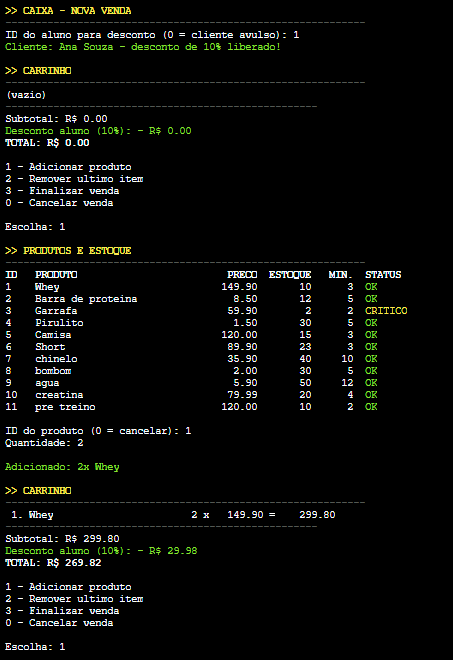 >> CAIXA - NOVA VENDA
------------------------------------------------------------
ID do aluno para desconto (0 = cliente avulso): 1
Cliente: Ana Souza - desconto de 10% liberado!
>> CARRINHO
------------------------------------------------------------
(vazio)
----------------------------------------------------
Subtotal: R$ 0.00
Desconto aluno (10%): - R$ 0.00
TOTAL: R$ 0.00
1 - Adicionar produto
2 - Remover ultimo item
3 - Finalizar venda
0 - Cancelar venda
Escolha: 1
>> PRODUTOS E ESTOQUE
------------------------------------------------------------
ID PRODUTO PRECO ESTOQUE MIN. STATUS
1 Whey 149.90 10 3 OK
2 Barra de proteina 8.50 12 5 OK
3 Garrafa 59.90 2 2 CRITICO
4 Pirulito 1.50 30 5 OK
5 Camisa 120.00 15 3 OK
6 Short 89.90 23 3 OK
7 chinelo 35.90 40 10 OK
8 bombom 2.00 30 5 OK
9 agua 5.90 50 12 OK
10 creatina 79.99 20 4 OK
11 pre treino 120.00 10 2 OK
ID do produto (0 = cancelar): 1
Quantidade: 2
Adicionado: 2x Whey
>> CARRINHO
------------------------------------------------------------
1. Whey 2 x 149.90 = 299.80
----------------------------------------------------
Subtotal: R$ 299.80
Desconto aluno (10%): - R$ 29.98
TOTAL: R$ 269.82
1 - Adicionar produto
2 - Remover ultimo item
3 - Finalizar venda
0 - Cancelar venda
Escolha: 1